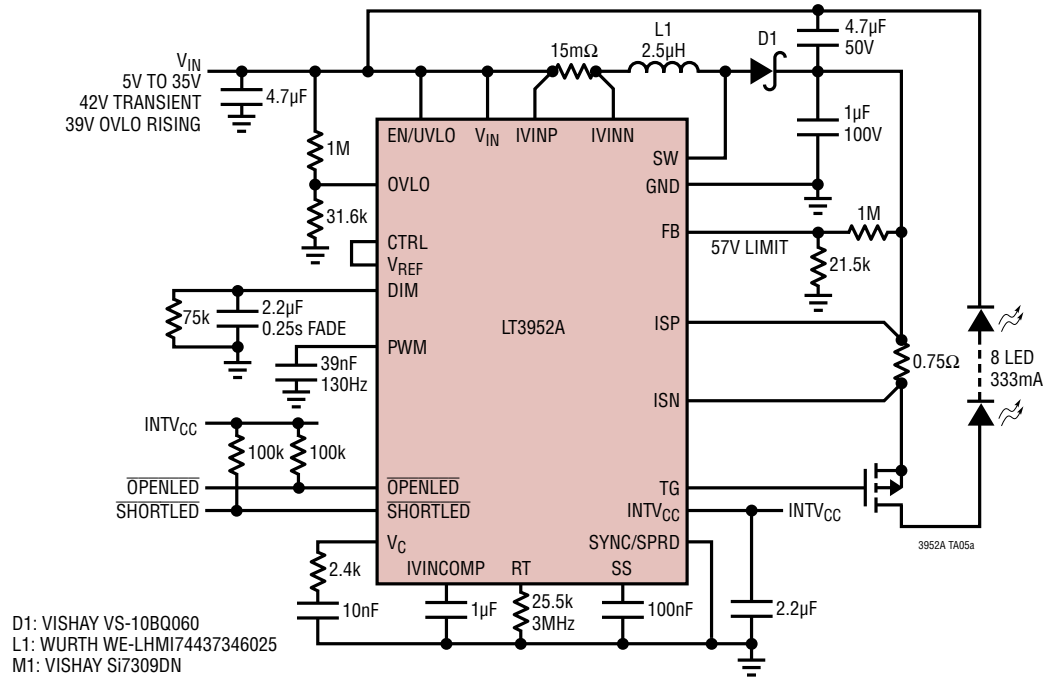 V_IN
5V TO 35V
42V TRANSIENT
39V OVLO RISING
4.7µF
15mΩ
L1
2.5µH
D1
4.7µF
50V
1µF
100V
1M
31.6k
EN/UVLO
V_IN
IVINP
IVINN
SW
GND
OVLO
CTRL
V_REF
DIM
FB
57V LIMIT
1M
21.5k
75k
2.2µF
0.25s FADE
LT3952A
PWM
39nF
130Hz
ISP
ISN
0.75Ω
8 LED
333mA
INTV_CC
100k
100k
OPENLED
SHORTLED
OPENLED
SHORTLED
TG
INTV_CC
INTV_CC
SYNC/SPRD
V_C
IVINCOMP
RT
SS
2.4k
10nF
1µF
25.5k
3MHz
100nF
2.2µF
3952A TA05a
D1: VISHAY VS-10BQ060
L1: WURTH WE-LHMI74437346025
M1: VISHAY Si7309DN